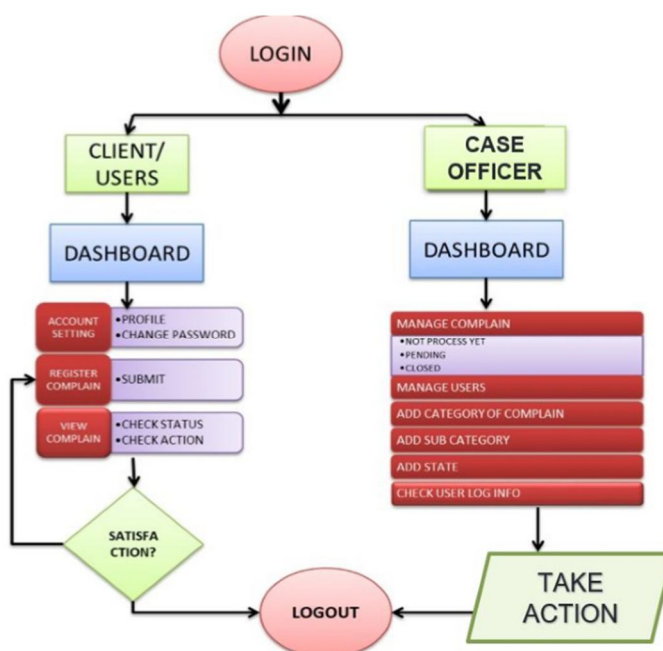 LOGIN
CLIENT/
USERS
CASE
OFFICER
DASHBOARD
DASHBOARD
ACCOUNT
SETTING
•PROFILE
•CHANGE PASSWORD
REGISTER
COMPLAIN
•SUBMIT
VIEW
COMPLAIN
•CHECK STATUS
•CHECK ACTION
MANAGE COMPLAIN
•NOT PROCESS YET
•PENDING
•CLOSED
MANAGE USERS
ADD CATEGORY OF COMPLAIN
ADD SUB CATEGORY
ADD STATE
CHECK USER LOG INFO
SATISFA
CTION?
TAKE
ACTION
LOGOUT